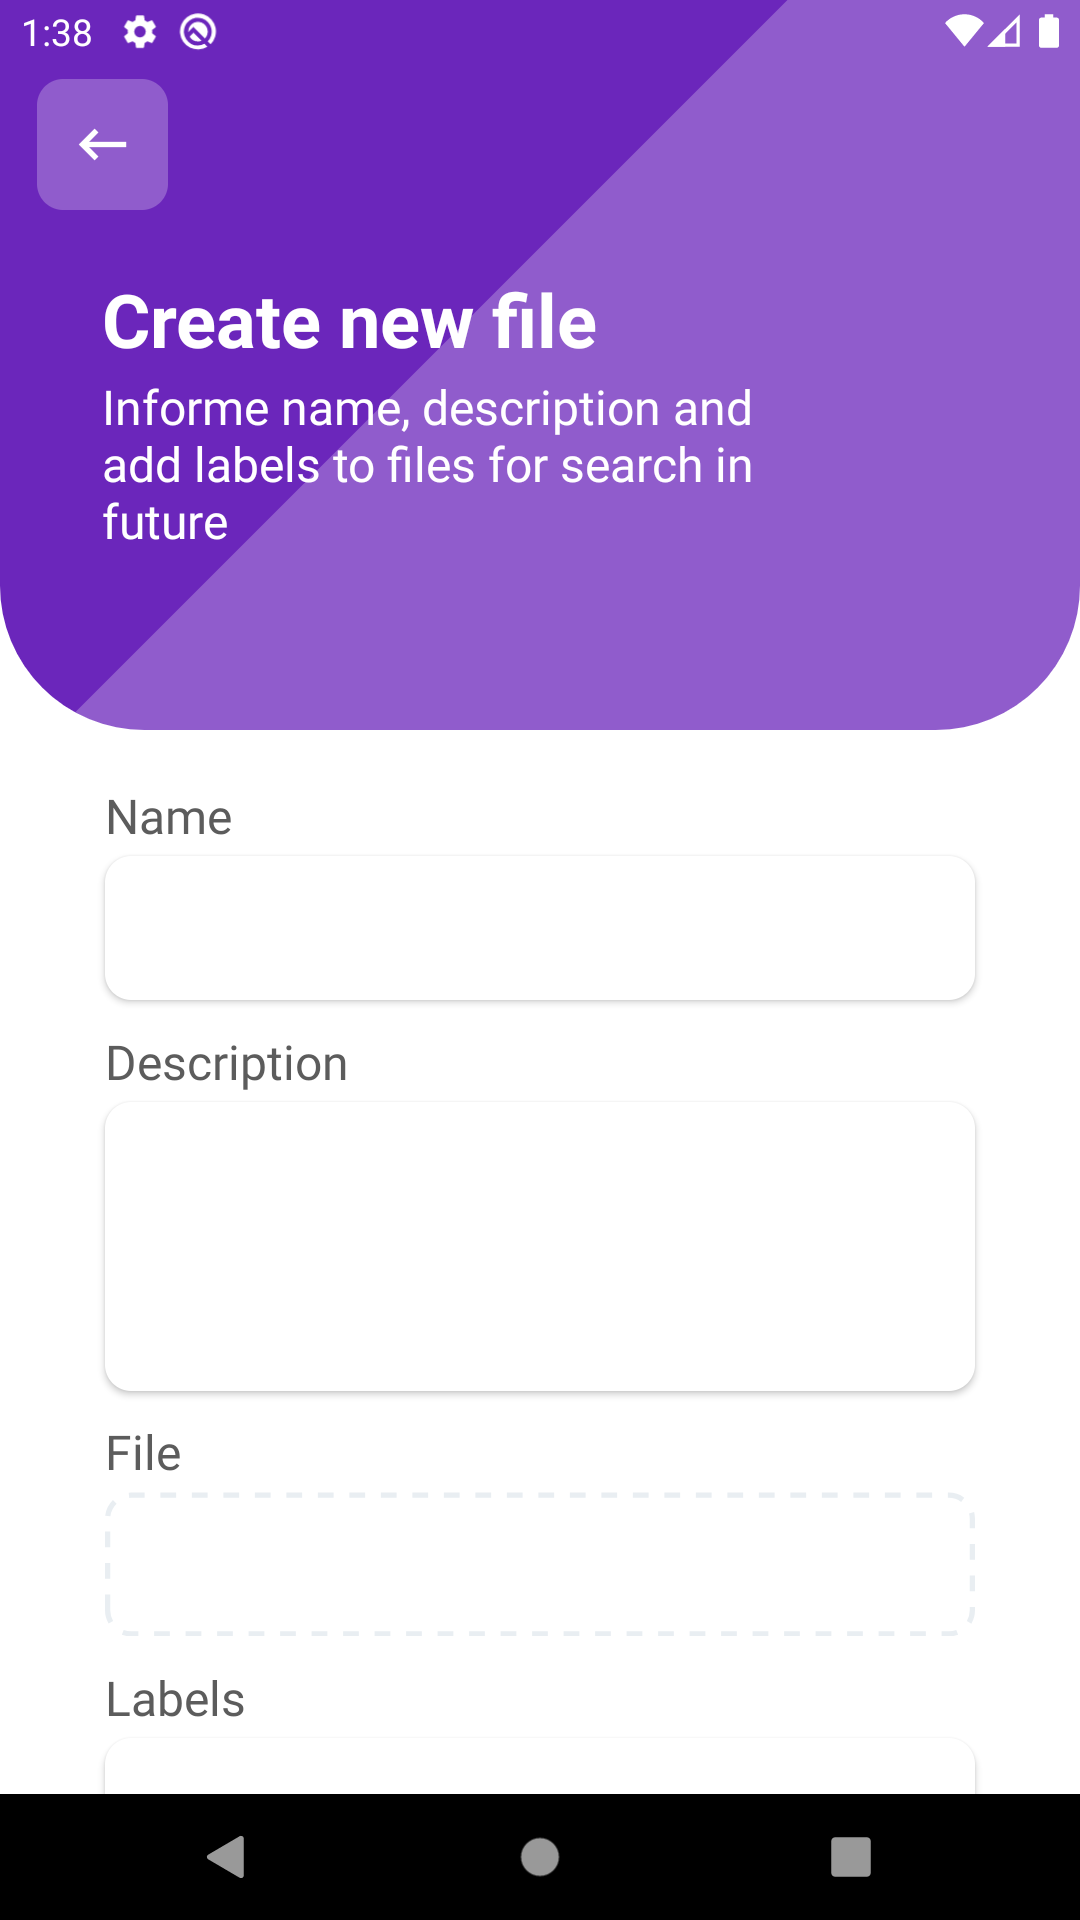 1:38
Create new file
Informe name, description and
add labels to files for search in
future
Name
Description
File
Labels